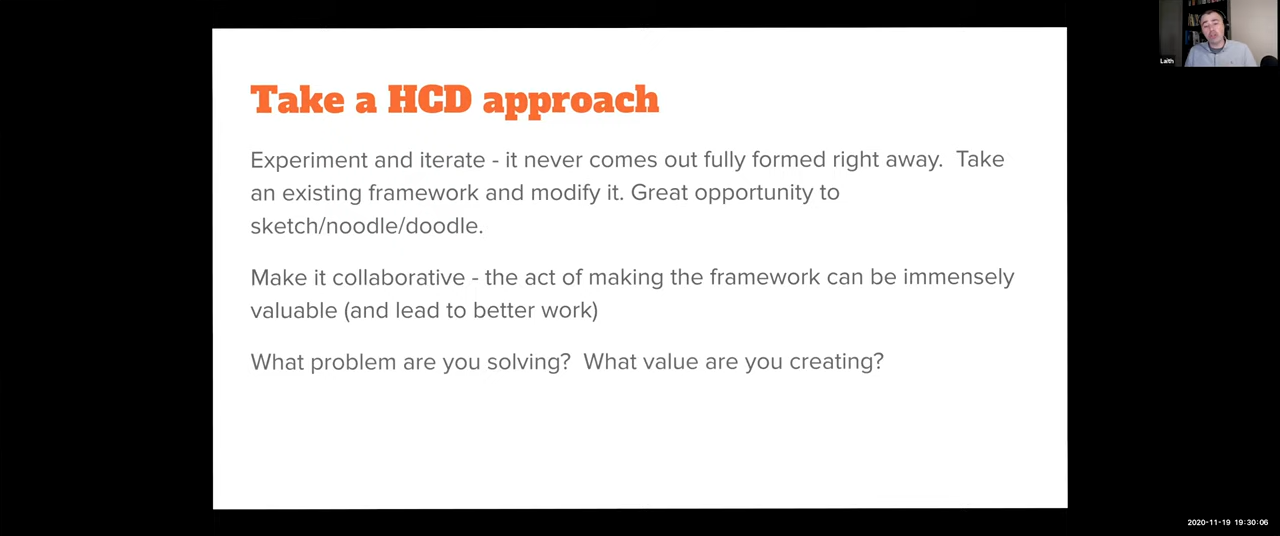 Take a HCD approach
Experiment and iterate - it never comes out fully formed right away.  Take
an existing framework and modify it. Great opportunity to
sketch/noodle/doodle.
Make it collaborative - the act of making the framework can be immensely
valuable (and lead to better work)
What problem are you solving?  What value are you creating?
Laith
2020-11-19 19:30:06